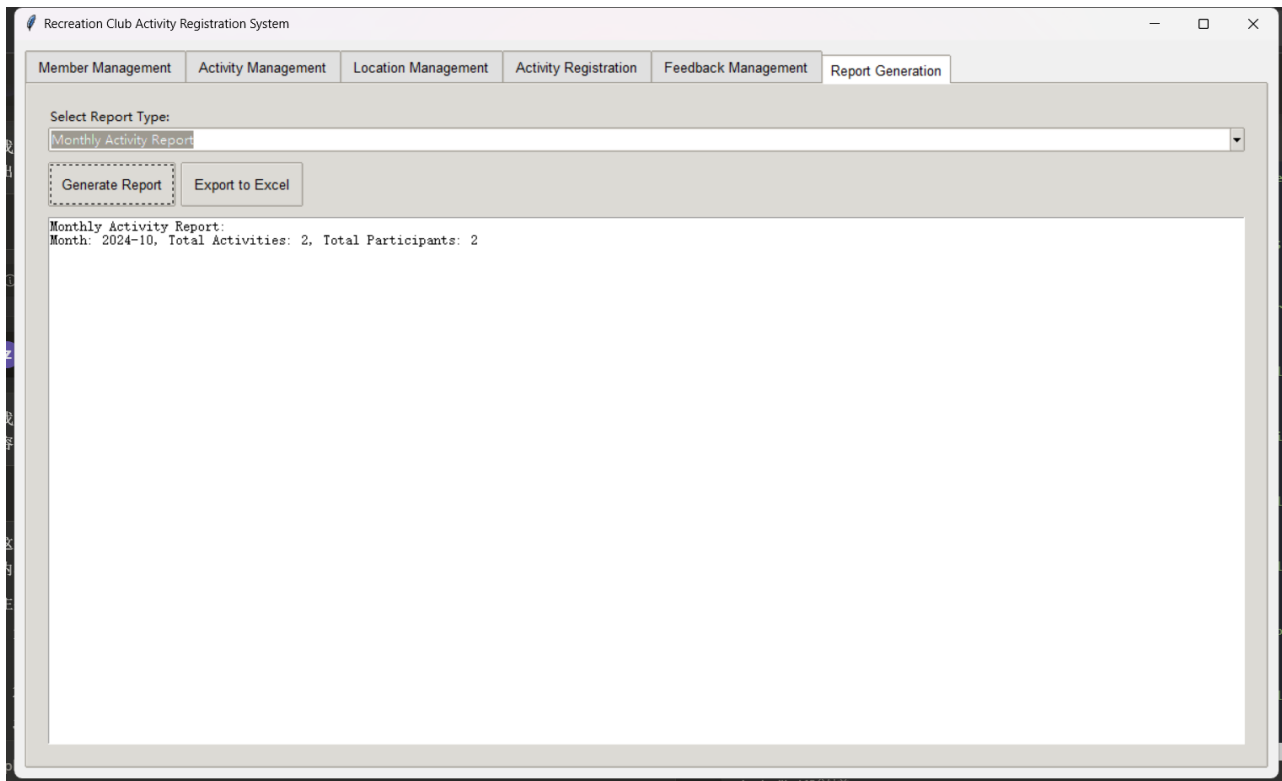 Recreation Club Activity Registration System
Member Management Activity Management Location Management Activity Registration Feedback Management Report Generation
Select Report Type:
Monthly Activity Report
Generate Report Export to Excel
Monthly Activity Report:
Month: 2024-10, Total Activities: 2, Total Participants: 2